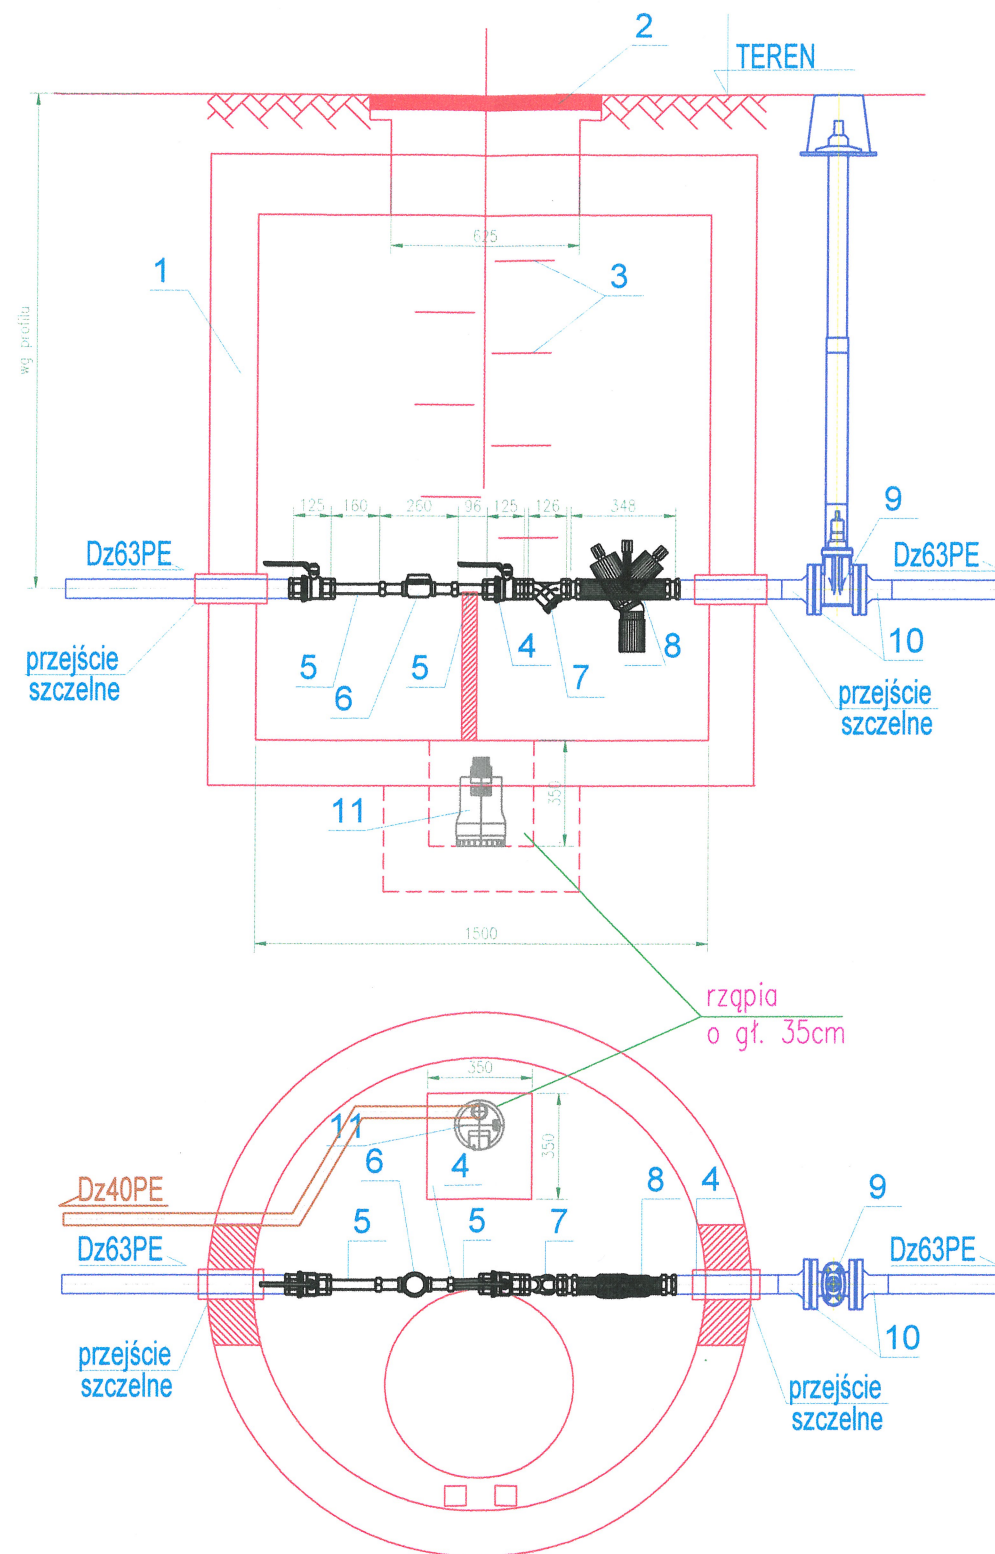 2
TEREN
625
1
3
wg profilu
125
160
260
96
125
126
348
9
Dz63PE
Dz63PE
przejście
szczelne
5
6
5
4
7
8
10
przejście
szczelne
11
350
1500
rząpia
o gł. 35cm
350
350
11
6
4
Dz40PE
5
5
7
8
4
9
Dz63PE
Dz63PE
10
przejście
szczelne
przejście
szczelne